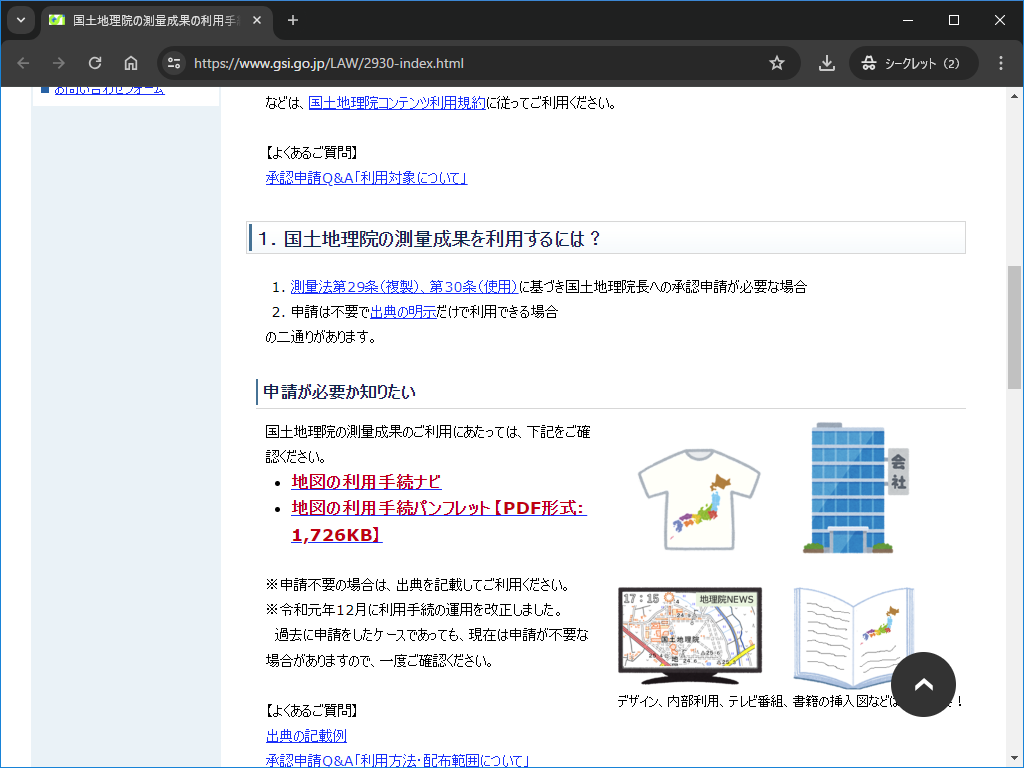 国土地理院の測量成果の利用手
https://www.gsi.go.jp/LAW/2930-index.html
シークレット (2)
お問い合わせフォーム
などは、国土地理院コンテンツ利用規約に従ってご利用ください。
【よくあるご質問】
承認申請Q&A「利用対象について」
1. 国土地理院の測量成果を利用するには？
1. 測量法第29条（複製）、第30条（使用）に基づき国土地理院長への承認申請が必要な場合
2. 申請は不要で出典の明示だけで利用できる場合
の二通りがあります。
申請が必要か知りたい
国土地理院の測量成果のご利用にあたっては、下記をご確
認ください。
• 地図の利用手続ナビ
• 地図の利用手続パンフレット【PDF形式：
1,726KB】
会社
※申請不要の場合は、出典を記載してご利用ください。
※令和元年12月に利用手続の運用を改正しました。
過去に申請をしたケースであっても、現在は申請が不要な
場合がありますので、一度ご確認ください。
17:15
地理院NEWS
国土地理院
デザイン、内部利用、テレビ番組、書籍の挿入図などは
！
【よくあるご質問】
出典の記載例
承認申請Q&A「利用方法・配布範囲について」